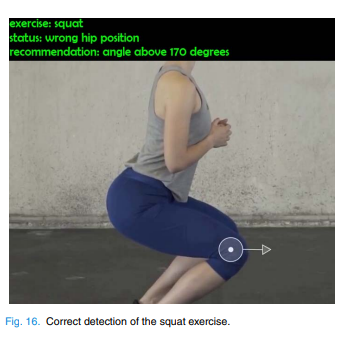 exercise: squat
status: wrong hip position
recommendation: angle above 170 degrees
Fig. 16. Correct detection of the squat exercise.